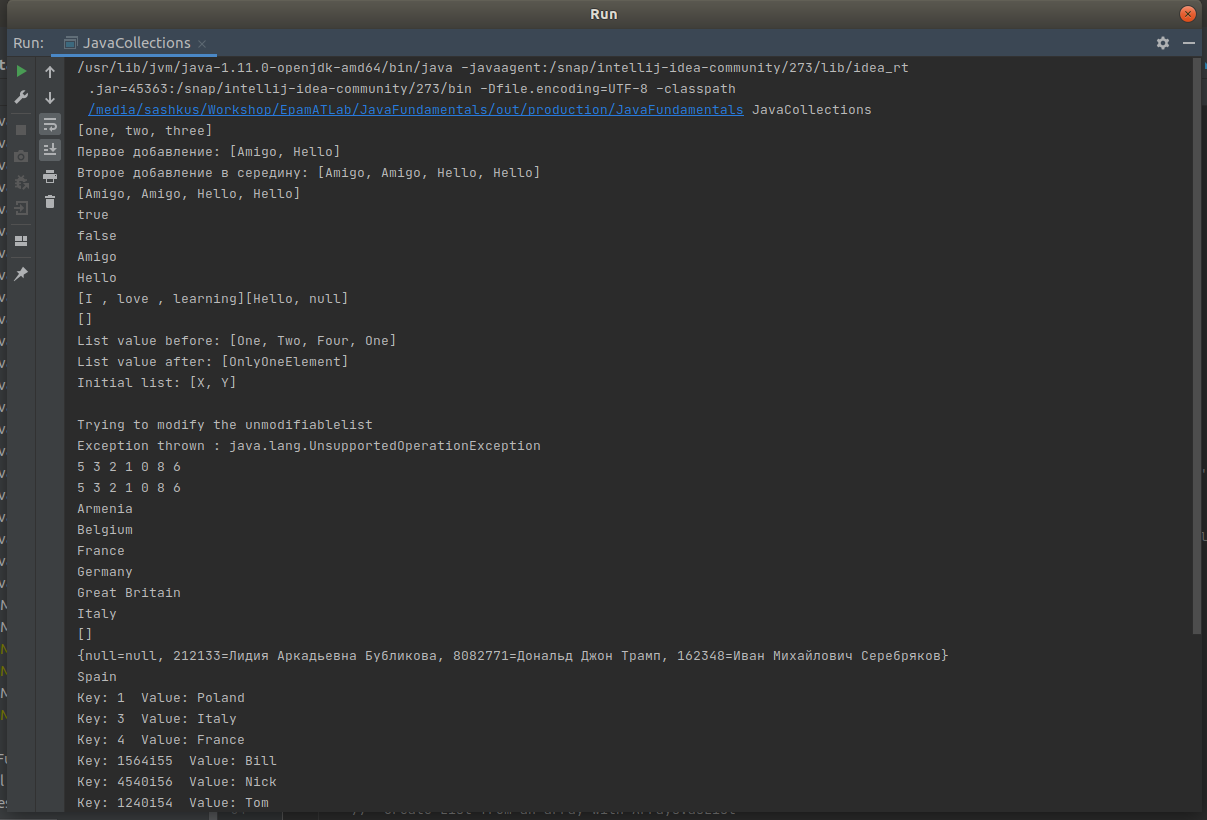 Run
Run: JavaCollections
/usr/lib/jvm/java-1.11.0-openjdk-amd64/bin/java -javaagent:/snap/intellij-idea-community/273/lib/idea_rt
.jar=45363:/snap/intellij-idea-community/273/bin -Dfile.encoding=UTF-8 -classpath
/media/sashkus/Workshop/EpamATLab/JavaFundamentals/out/production/JavaFundamentals JavaCollections
[one, two, three]
Первое добавление: [Amigo, Hello]
Второе добавление в середину: [Amigo, Amigo, Hello, Hello]
[Amigo, Amigo, Hello, Hello]
true
false
Amigo
Hello
[I , love , learning][Hello, null]
[]
List value before: [One, Two, Four, One]
List value after: [OnlyOneElement]
Initial list: [X, Y]
Trying to modify the unmodifiablelist
Exception thrown : java.lang.UnsupportedOperationException
5 3 2 1 0 8 6
5 3 2 1 0 8 6
Armenia
Belgium
France
Germany
Great Britain
Italy
[]
{null=null, 212133=Лидия Аркадьевна Бубликова, 8082771=Дональд Джон Трамп, 162348=Иван Михайлович Серебряков}
Spain
Key: 1  Value: Poland
Key: 3  Value: Italy
Key: 4  Value: France
Key: 1564155  Value: Bill
Key: 4540156  Value: Nick
Key: 1240154  Value: Tom